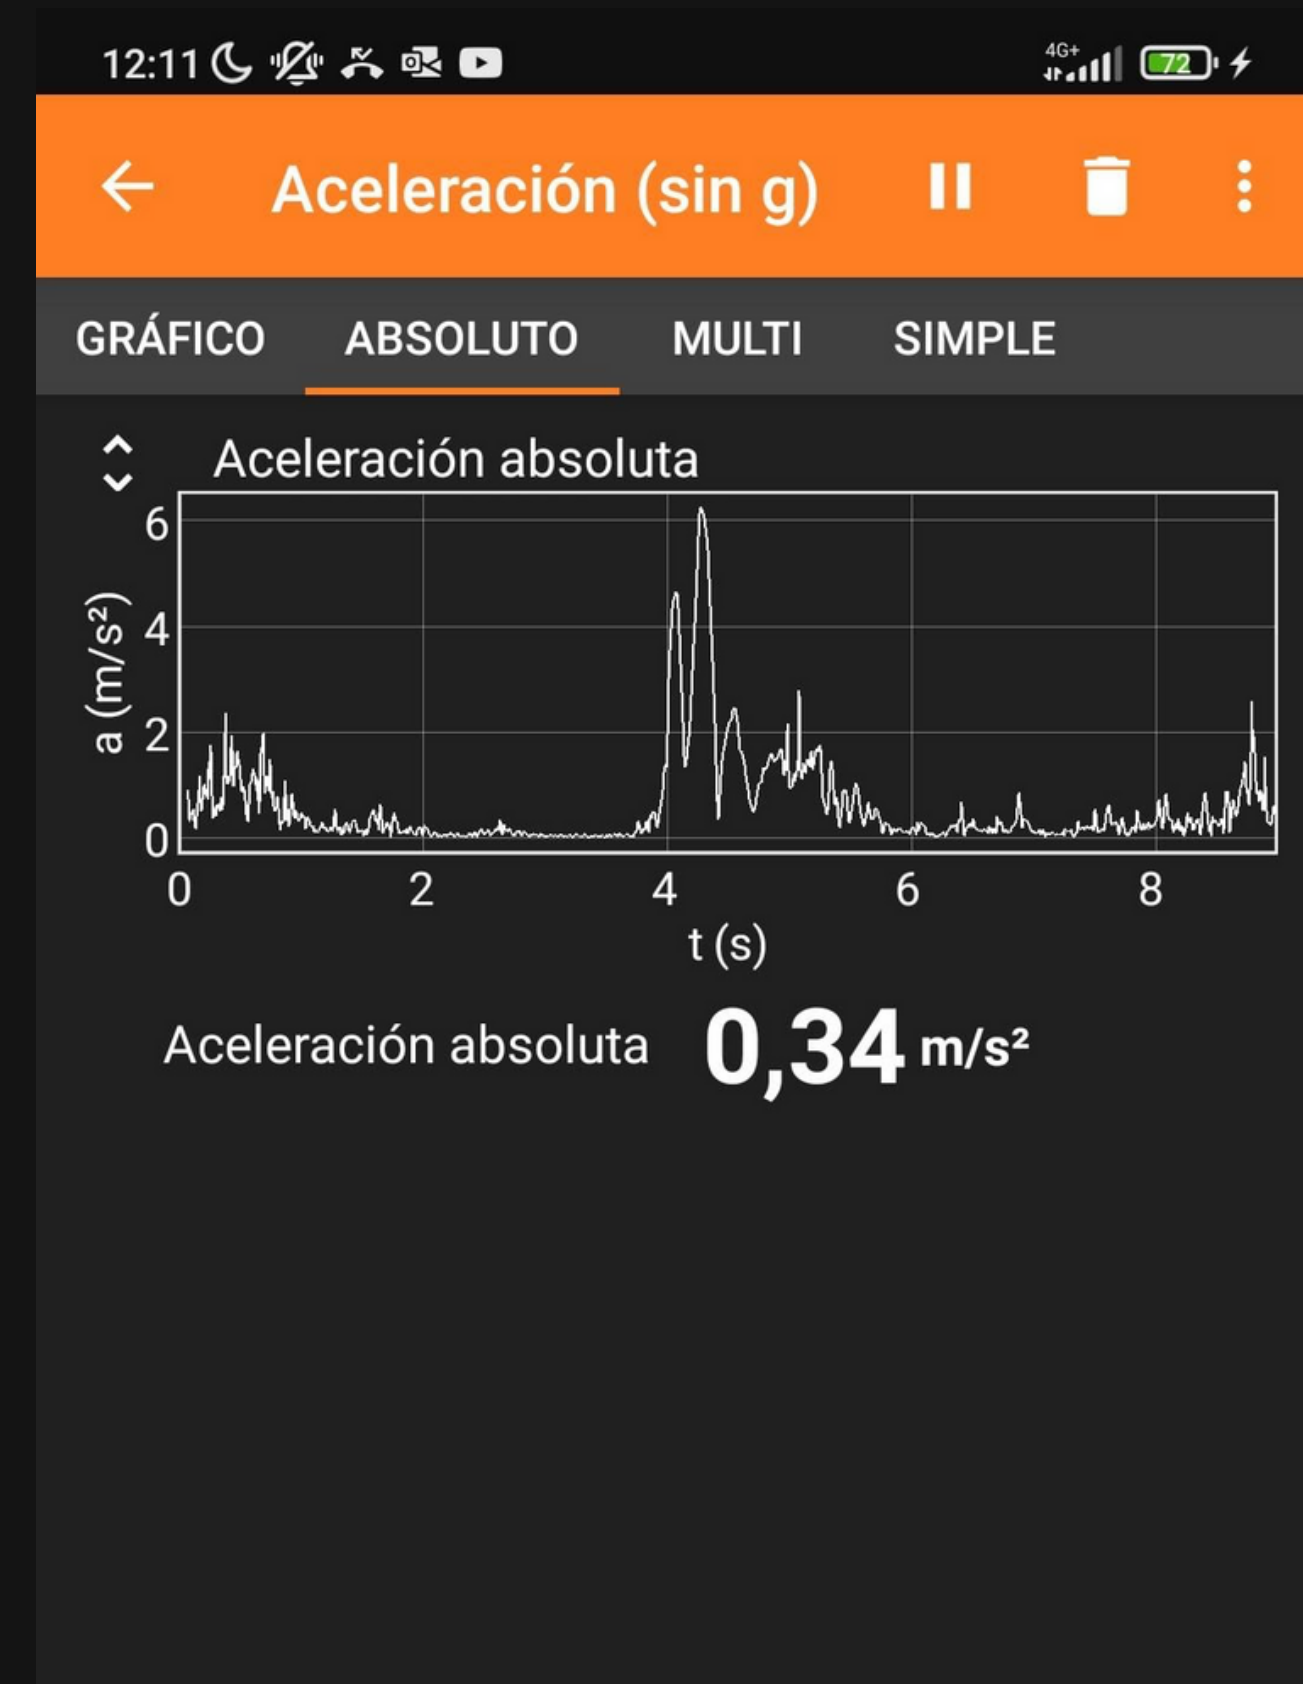 12:11 4G+ 72
Aceleración (sin g)
GRÁFICO ABSOLUTO MULTI SIMPLE
Aceleración absoluta
6
4
2
0
a (m/s²)
0 2 4 6 8
t (s)
Aceleración absoluta 0,34 m/s²